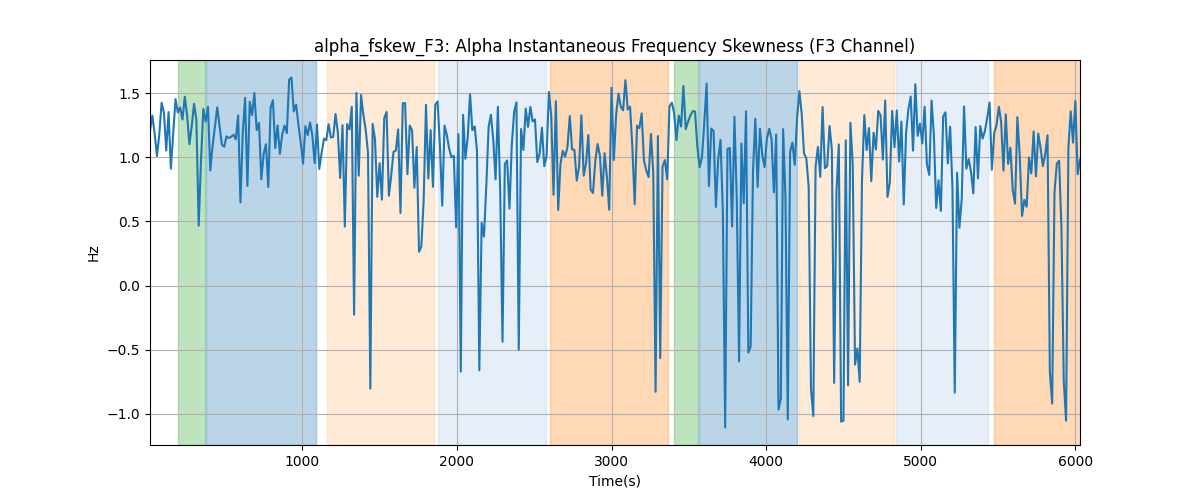 alpha_fskew_F3: Alpha Instantaneous Frequency Skewness (F3 Channel)
1.5
1.0
0.5
0.0
−0.5
−1.0
Hz
1000 2000 3000 4000 5000 6000
Time(s)